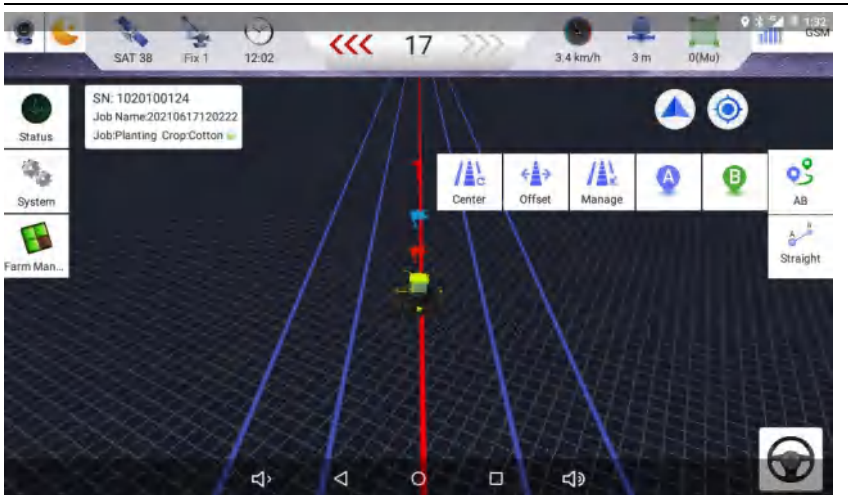 1:32
GSM
SAT 38
Fix 1
12:02
17
3.4 km/h
3 m
0(Mu)
SN: 1020100124
Job Name:20210617120222
Job:Planting Crop:Cotton
Status
System
Farm Man...
Center
Offset
Manage
A
B
AB
A B
Straight